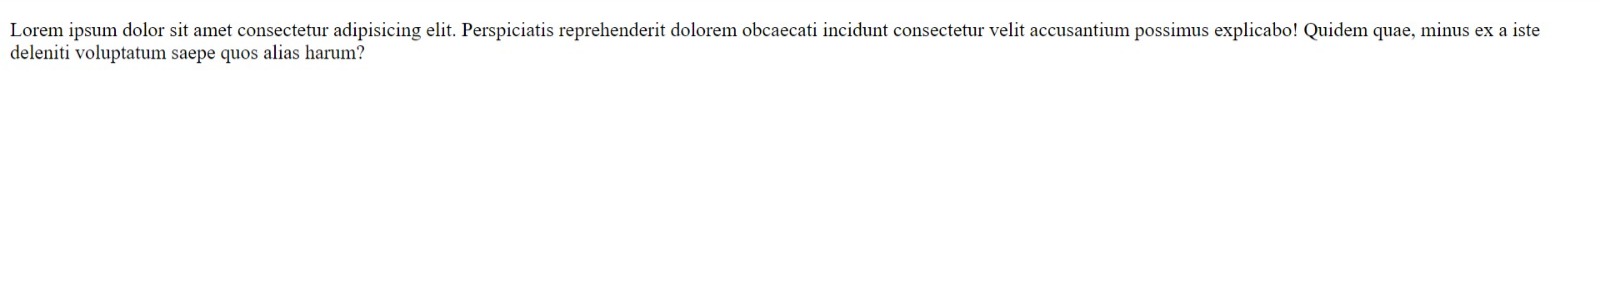 Lorem ipsum dolor sit amet consectetur adipisicing elit. Perspiciatis reprehenderit dolorem obcaecati incidunt consectetur velit accusantium possimus explicabo! Quidem quae, minus ex a iste
deleniti voluptatum saepe quos alias harum?